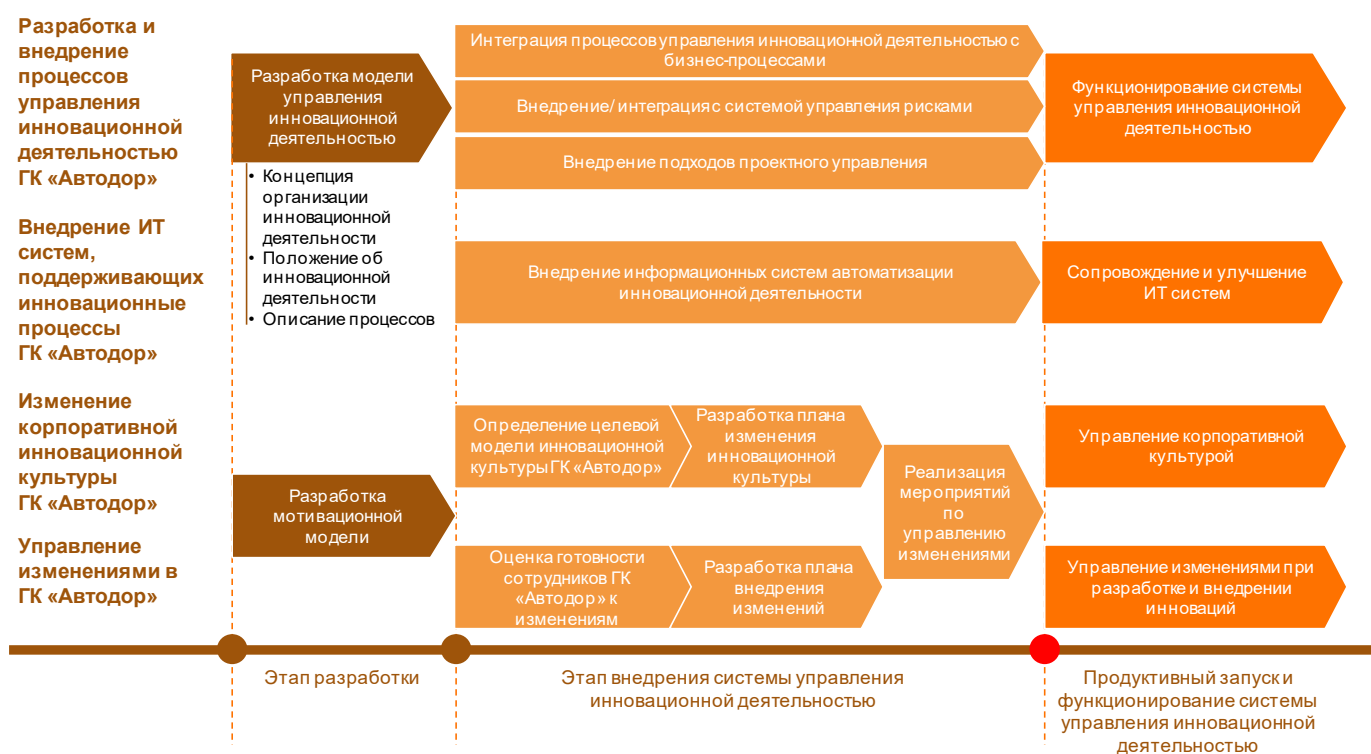 Разработка и
внедрение
процессов
управления
инновационной
деятельностью
ГК «Автодор»
Разработка модели
управления
инновационной
деятельностью
• Концепция
организации
инновационной
деятельности
• Положение об
инновационной
деятельности
• Описание процессов
Интеграция процессов управления инновационной деятельностью с
бизнес-процессами
Внедрение/ интеграция с системой управления рисками
Внедрение подходов проектного управления
Функционирование системы
управления инновационной
деятельностью
Внедрение ИТ
систем,
поддерживающих
инновационные
процессы
ГК «Автодор»
Внедрение информационных систем автоматизации
инновационной деятельности
Сопровождение и улучшение
ИТ систем
Изменение
корпоративной
инновационной
культуры
ГК «Автодор»
Разработка
мотивационной
модели
Определение целевой
модели инновационной
культуры ГК «Автодор»
Разработка плана
изменения
инновационной
культуры
Реализация
мероприятий
по
управлению
изменениями
Управление корпоративной
культурой
Управление
изменениями в
ГК «Автодор»
Оценка готовности
сотрудников ГК
«Автодор» к
изменениям
Разработка плана
внедрения
изменений
Управление изменениями при
разработке и внедрении
инноваций
Этап разработки
Этап внедрения системы управления
инновационной деятельностью
Продуктивный запуск и
функционирование системы
управления инновационной
деятельностью